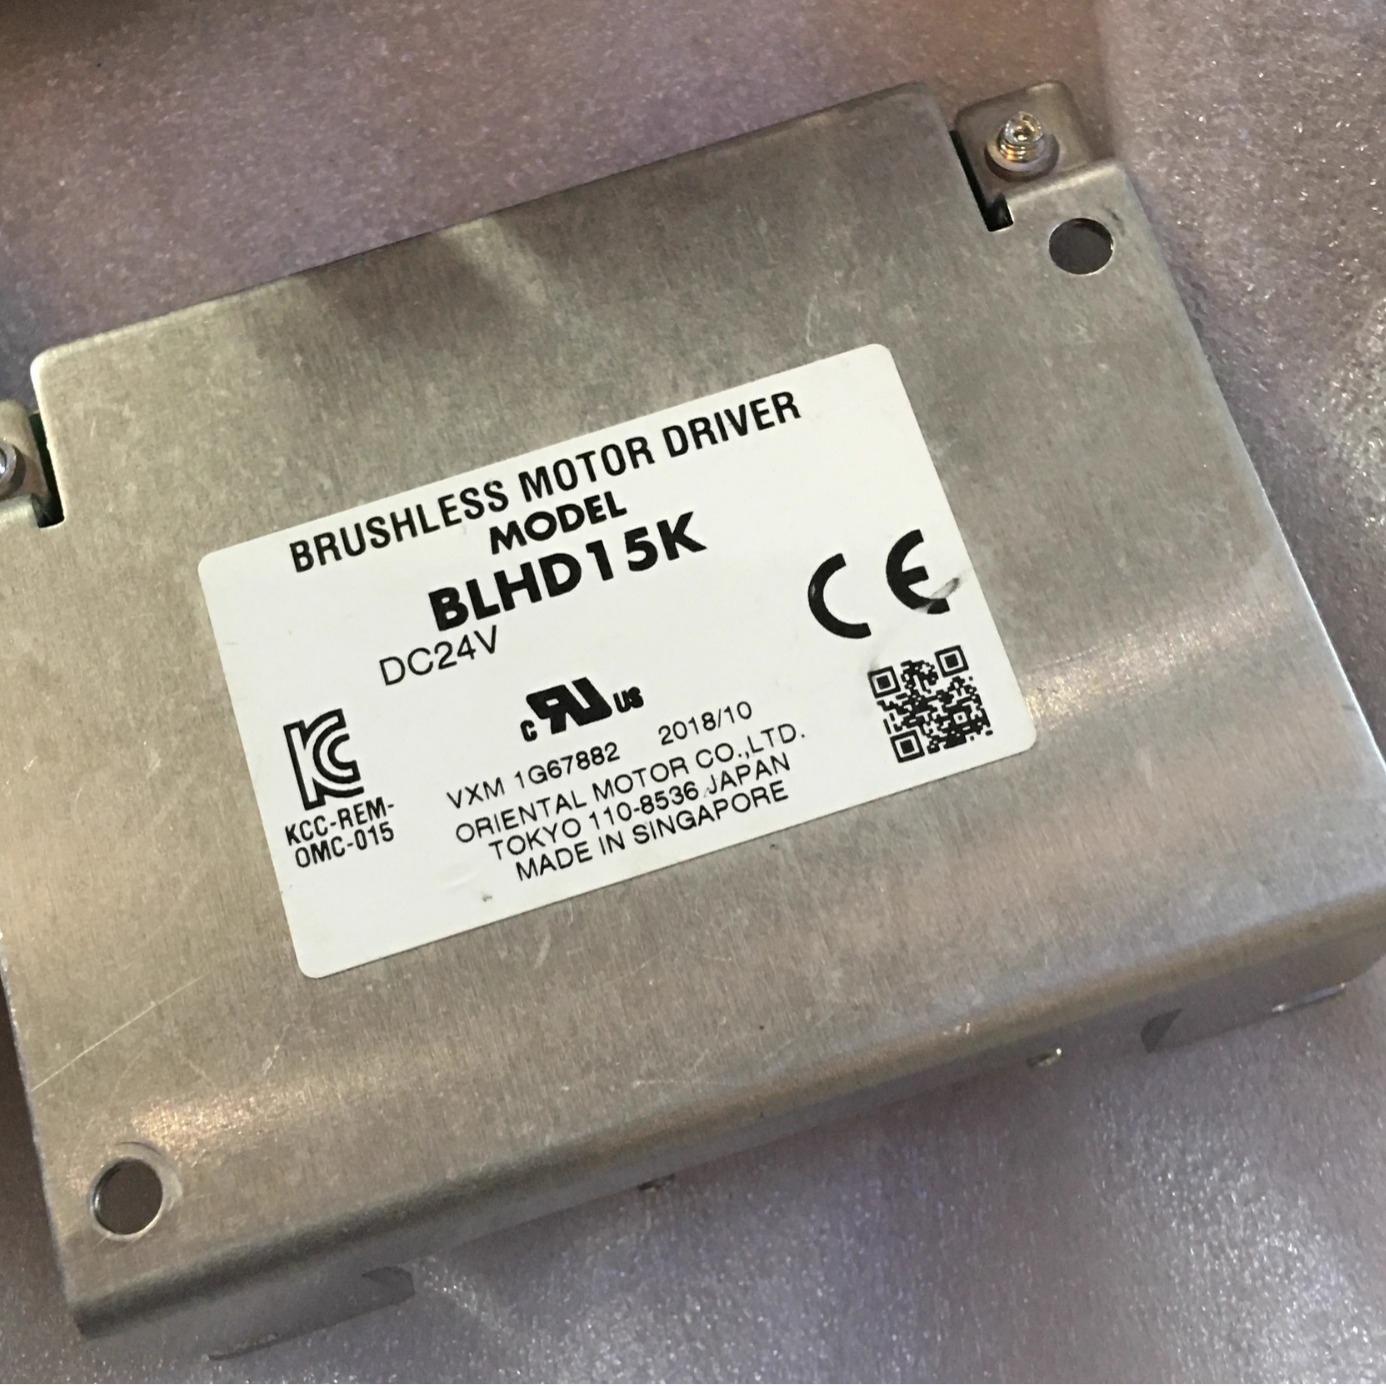 BRUSHLESS MOTOR DRIVER
MODEL
BLHD15K
DC24V
CE
c RU US
KC
KCC-REM-
OMC-015
VXM 1G67882 2018/10
ORIENTAL MOTOR CO.,LTD.
TOKYO 110-8536 JAPAN
MADE IN SINGAPORE